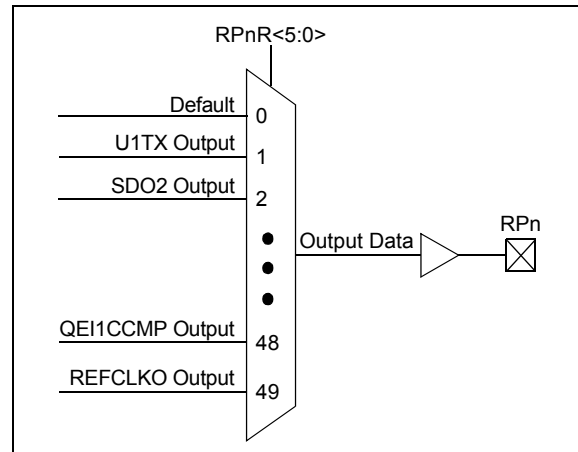 RPnR<5:0>
Default
0
U1TX Output
1
SDO2 Output
2
RPn
Output Data
QEI1CCMP Output
48
REFCLKO Output
49